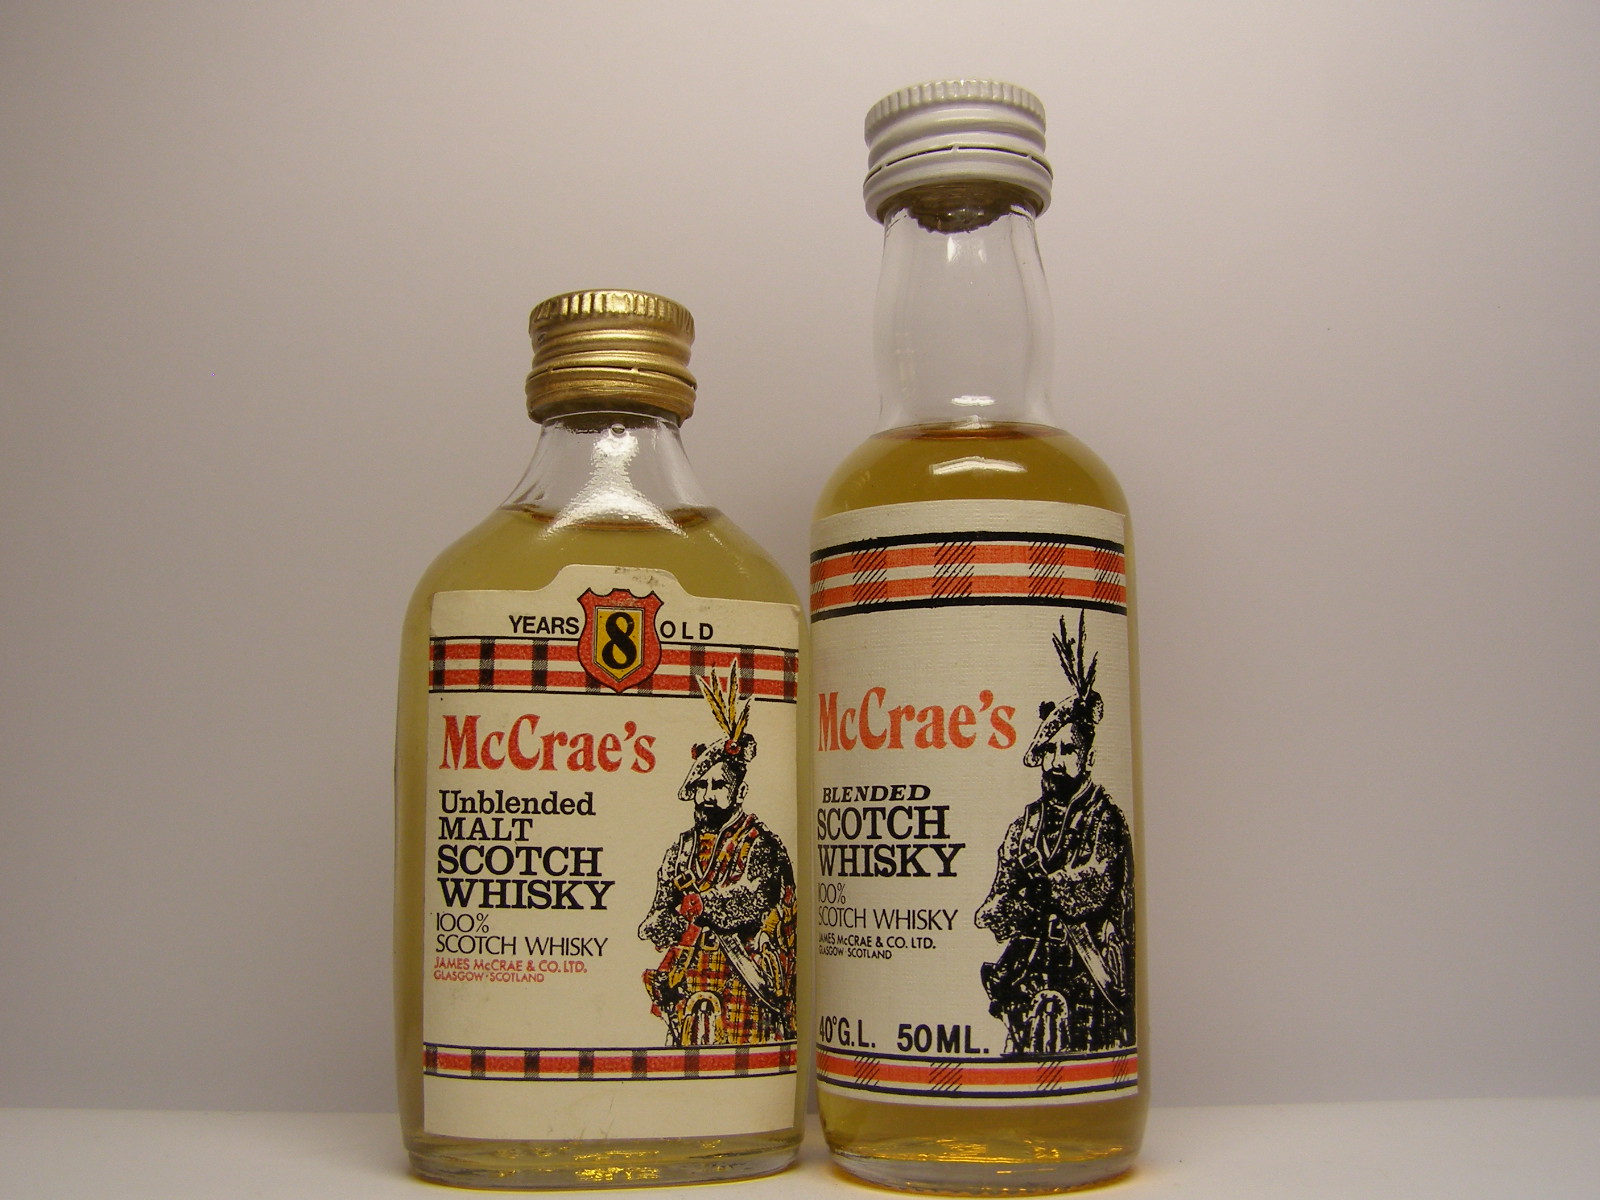 YEARS 8 OLD
McCrae's
Unblended
MALT
SCOTCH
WHISKY
100%
SCOTCH WHISKY
JAMES McCRAE & CO. LTD.
GLASGOW·SCOTLAND
McCrae's
BLENDED
SCOTCH
WHISKY
100%
SCOTCH WHISKY
JAMES McCRAE & CO. LTD.
GLASGOW·SCOTLAND
40°G.L. 50ML.